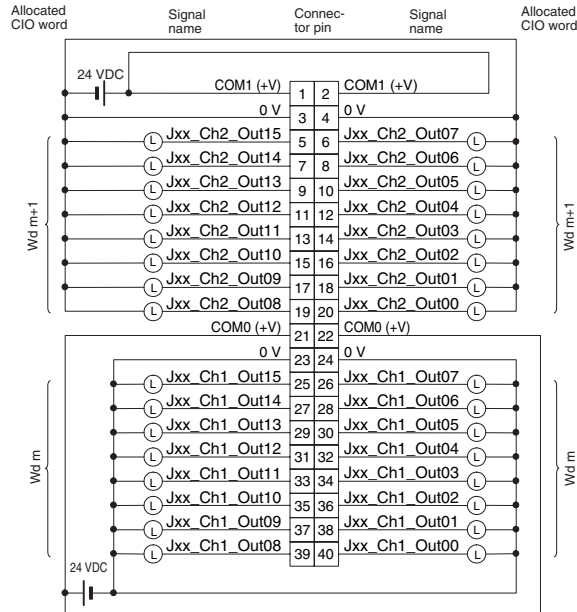 Allocated CIO word Signal name Connec- tor pin Signal name Allocated CIO word
24 VDC
COM1 (+V) 1 2 COM1 (+V)
0 V 3 4 0 V
L Jxx_Ch2_Out15 5 6 Jxx_Ch2_Out07 L
L Jxx_Ch2_Out14 7 8 Jxx_Ch2_Out06 L
L Jxx_Ch2_Out13 9 10 Jxx_Ch2_Out05 L
L Jxx_Ch2_Out12 11 12 Jxx_Ch2_Out04 L
L Jxx_Ch2_Out11 13 14 Jxx_Ch2_Out03 L
L Jxx_Ch2_Out10 15 16 Jxx_Ch2_Out02 L
L Jxx_Ch2_Out09 17 18 Jxx_Ch2_Out01 L
L Jxx_Ch2_Out08 19 20 Jxx_Ch2_Out00 L
Wd m+1
Wd m+1
COM0 (+V) 21 22 COM0 (+V)
0 V 23 24 0 V
L Jxx_Ch1_Out15 25 26 Jxx_Ch1_Out07 L
L Jxx_Ch1_Out14 27 28 Jxx_Ch1_Out06 L
L Jxx_Ch1_Out13 29 30 Jxx_Ch1_Out05 L
L Jxx_Ch1_Out12 31 32 Jxx_Ch1_Out04 L
L Jxx_Ch1_Out11 33 34 Jxx_Ch1_Out03 L
L Jxx_Ch1_Out10 35 36 Jxx_Ch1_Out02 L
L Jxx_Ch1_Out09 37 38 Jxx_Ch1_Out01 L
L Jxx_Ch1_Out08 39 40 Jxx_Ch1_Out00 L
Wd m
Wd m
24 VDC